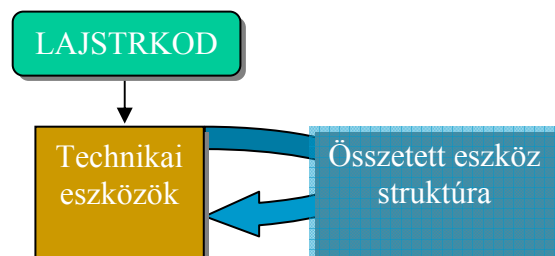 LAJSTRKOD
Technikai
eszközök
Összetett eszköz
struktúra